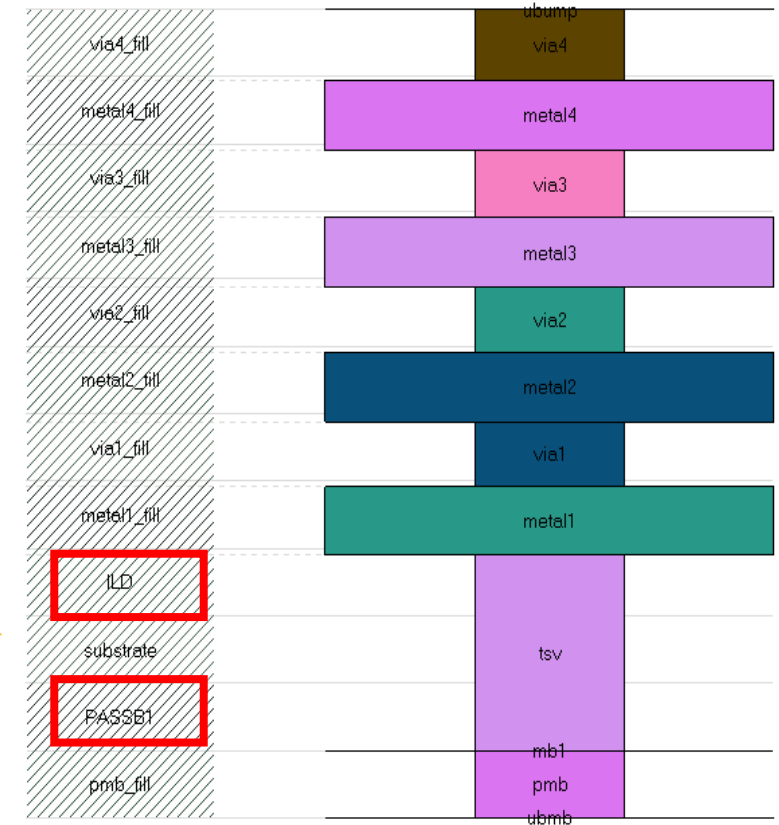 ubump
via4_fill
via4
metal4_fill
metal4
via3_fill
via3
metal3_fill
metal3
via2_fill
via2
metal2_fill
metal2
via1_fill
via1
metal1_fill
metal1
ILD
substrate
tsv
PASSB1
mb1
pmb_fill
pmb
ubmb